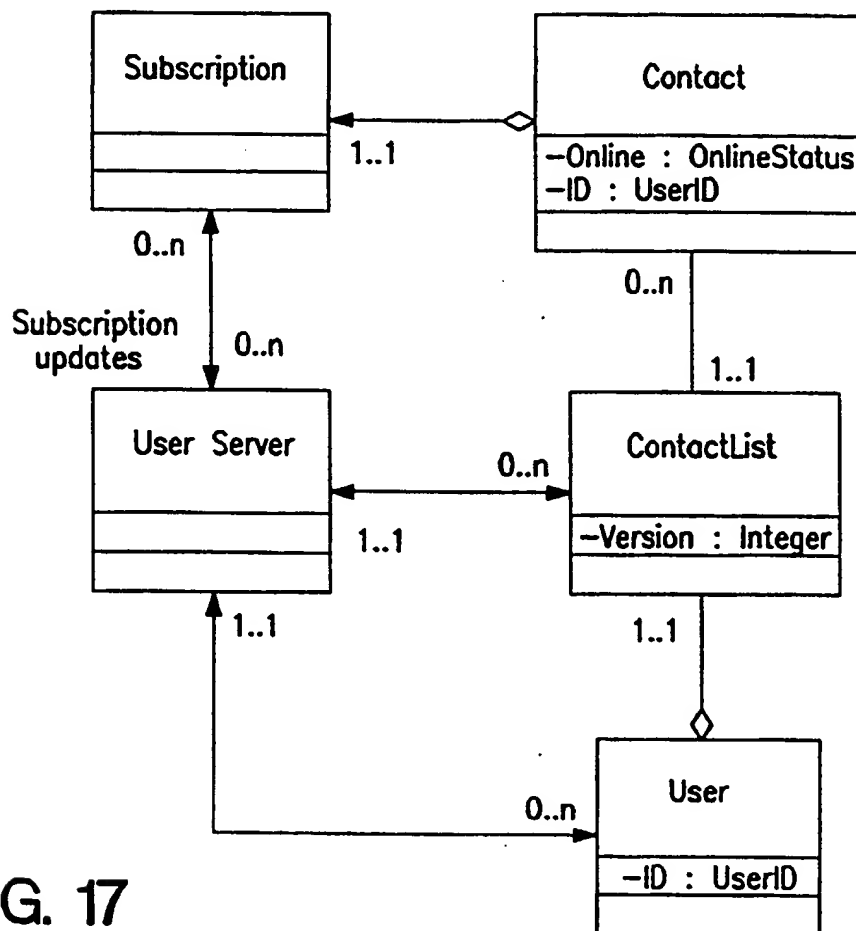 Subscription
Contact
1..1
-Online : OnlineStatus
-ID : UserID
0..n
0..n
Subscription
updates
0..n
1..1
User Server
ContactList
0..n
1..1
-Version : Integer
1..1
1..1
User
0..n
-ID : UserID
G. 17